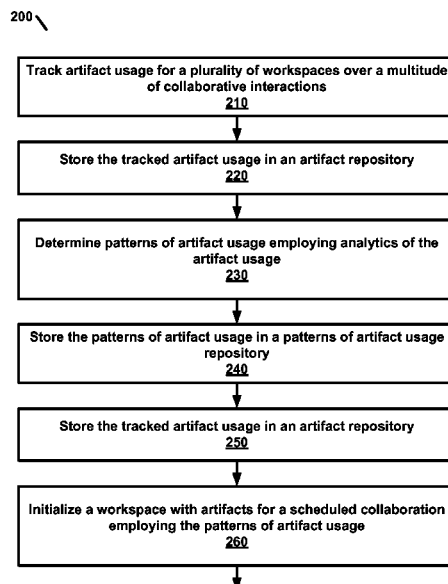 200
Track artifact usage for a plurality of workspaces over a multitude
of collaborative interactions
210
Store the tracked artifact usage in an artifact repository
220
Determine patterns of artifact usage employing analytics of the
artifact usage
230
Store the patterns of artifact usage in a patterns of artifact usage
repository
240
Store the tracked artifact usage in an artifact repository
250
Initialize a workspace with artifacts for a scheduled collaboration
employing the patterns of artifact usage
260